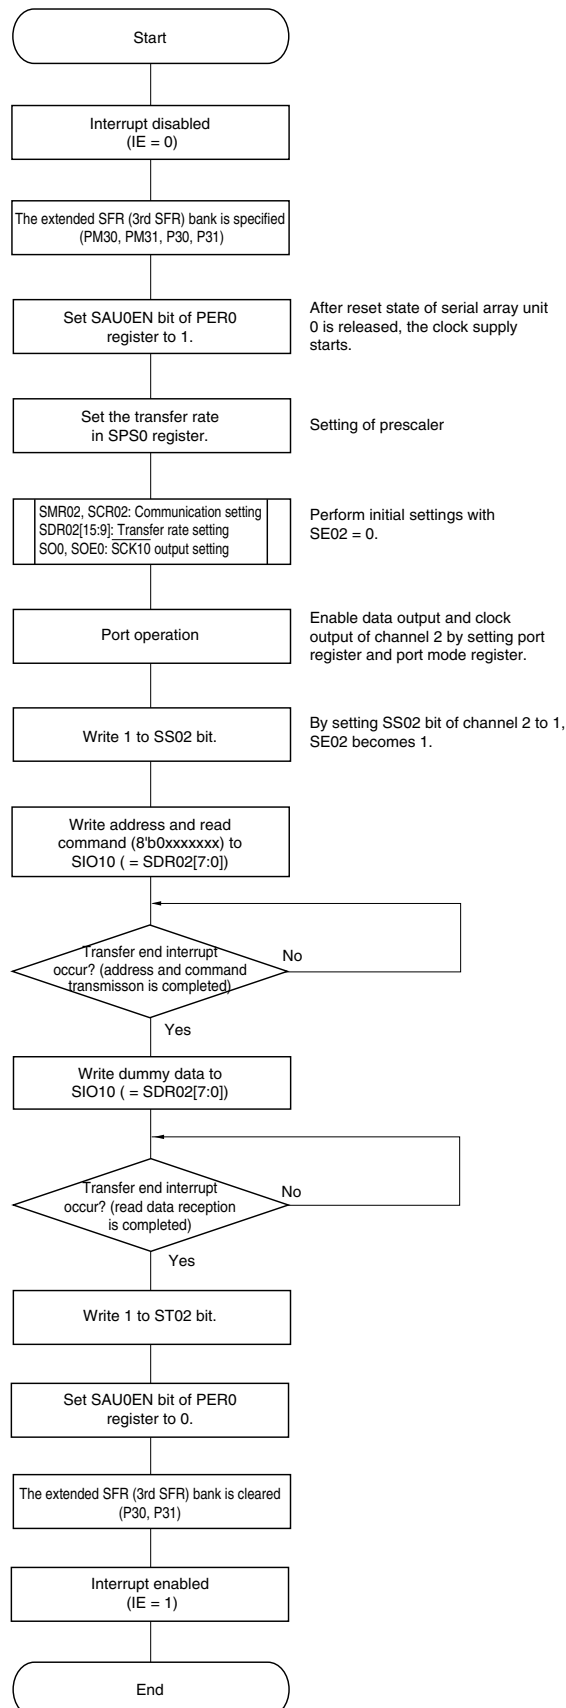 Start
Interrupt disabled
(IE = 0)
The extended SFR (3rd SFR) bank is specified
(PM30, PM31, P30, P31)
Set SAU0EN bit of PER0
register to 1.
After reset state of serial array unit
0 is released, the clock supply
starts.
Set the transfer rate
in SPS0 register.
Setting of prescaler
SMR02, SCR02: Communication setting
SDR02[15:9]: Transfer rate setting
SO0, SOE0: SCK10 output setting
Perform initial settings with
SE02 = 0.
Port operation
Enable data output and clock
output of channel 2 by setting port
register and port mode register.
Write 1 to SS02 bit.
By setting SS02 bit of channel 2 to 1,
SE02 becomes 1.
Write address and read
command (8'b0xxxxxxx) to
SIO10 ( = SDR02[7:0])
Transfer end interrupt
occur? (address and command
transmisson is completed)
No
Yes
Write dummy data to
SIO10 ( = SDR02[7:0])
Transfer end interrupt
occur? (read data reception
is completed)
No
Yes
Write 1 to ST02 bit.
Set SAU0EN bit of PER0
register to 0.
The extended SFR (3rd SFR) bank is cleared
(P30, P31)
Interrupt enabled
(IE = 1)
End